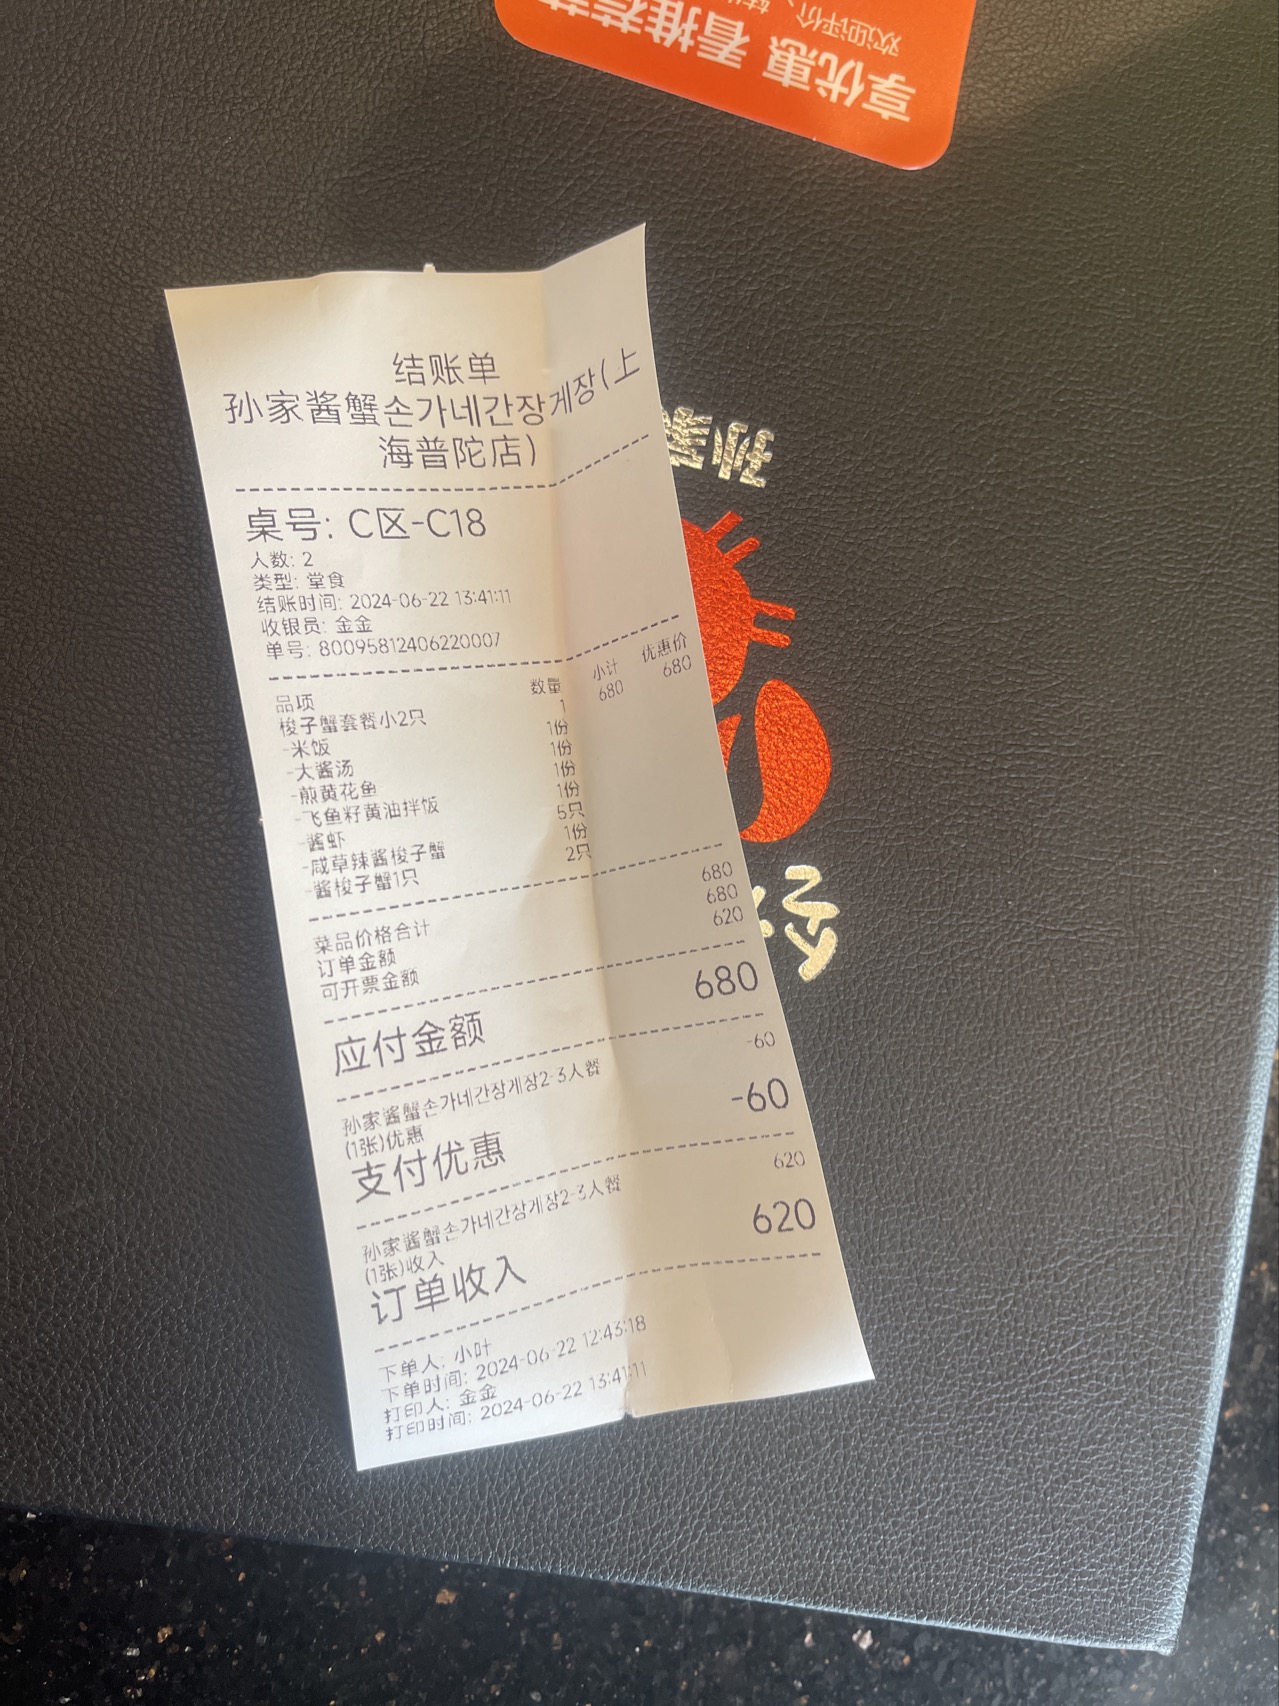 享优惠 看推荐菜
欢迎评价、
结账单
孙家酱蟹손가네간장게장(上
海普陀店)
桌号: C区-C18
人数: 2
类型: 堂食
结账时间: 2024-06-22 13:41:11
收银员: 金金
单号: 80095812406220007
品项 数量 小计 优惠价
梭子蟹套餐小2只 1 680 680
-米饭 1份
-大酱汤 1份
-煎黄花鱼 1份
-飞鱼籽黄油拌饭 1份
-酱虾 5只
-咸草辣酱梭子蟹 1份
-酱梭子蟹1只 2只
菜品价格合计 680
订单金额 680
可开票金额 620
应付金额 680
孙家酱蟹손가네간장게장2-3人餐 -60
(1张)优惠
支付优惠 -60
孙家酱蟹손가네간장게장2-3人餐 620
(1张)收入
订单收入 620
下单人: 小叶
下单时间: 2024-06-22 12:43:18
打印人: 金金
打印时间: 2024-06-22 13:41:11
孙家